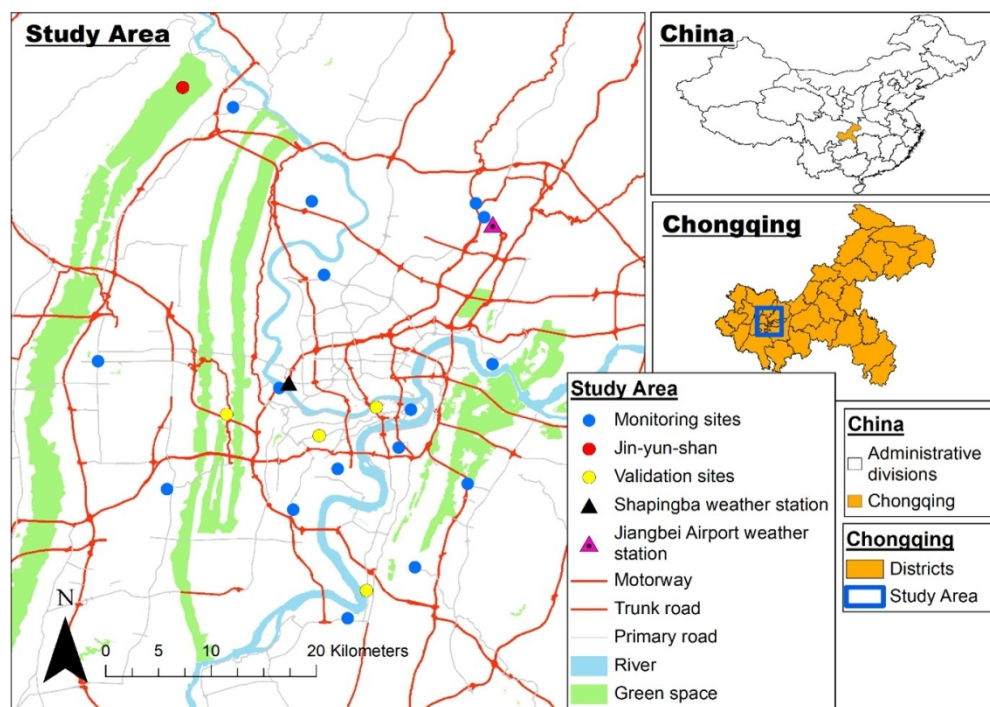 Study Area
N
0 5 10 20 Kilometers
China
Chongqing
Study Area
Monitoring sites
Jin-yun-shan
Validation sites
Shapingba weather station
Jiangbei Airport weather
station
Motorway
Trunk road
Primary road
River
Green space
China
Administrative
divisions
Chongqing
Chongqing
Districts
Study Area